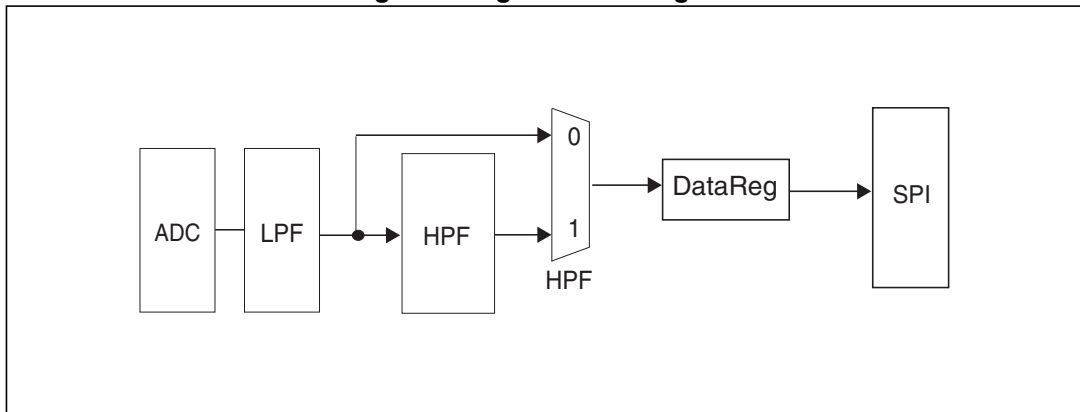 0
DataReg
SPI
ADC
LPF
HPF
1
HPF